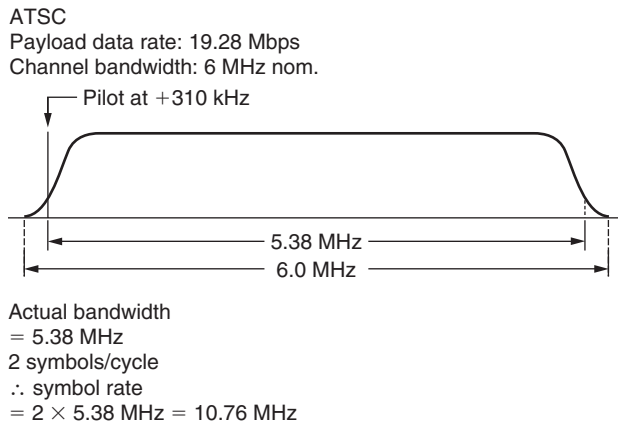 ATSC
Payload data rate: 19.28 Mbps
Channel bandwidth: 6 MHz nom.
Pilot at +310 kHz
5.38 MHz
6.0 MHz
Actual bandwidth
= 5.38 MHz
2 symbols/cycle
∴ symbol rate
= 2 × 5.38 MHz = 10.76 MHz